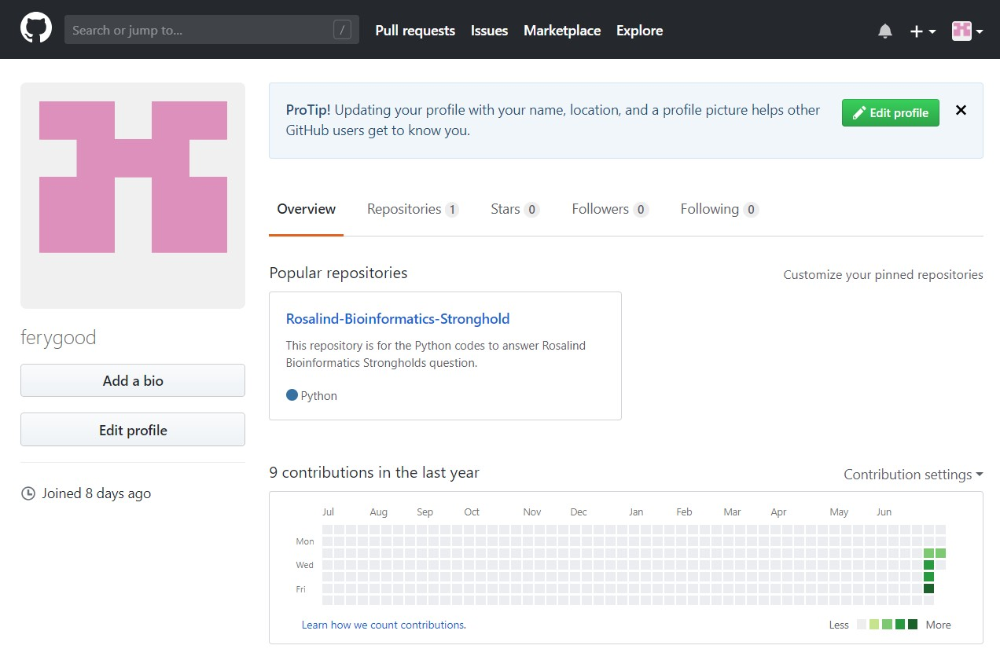 Search or jump to... / Pull requests Issues Marketplace Explore
ProTip! Updating your profile with your name, location, and a profile picture helps other
GitHub users get to know you.
Edit profile
Overview Repositories 1 Stars 0 Followers 0 Following 0
Popular repositories
Customize your pinned repositories
Rosalind-Bioinformatics-Stronghold
This repository is for the Python codes to answer Rosalind
Bioinformatics Strongholds question.
Python
ferygood
Add a bio
Edit profile
Joined 8 days ago
9 contributions in the last year
Contribution settings
Jul Aug Sep Oct Nov Dec Jan Feb Mar Apr May Jun
Mon
Wed
Fri
Learn how we count contributions.
Less More